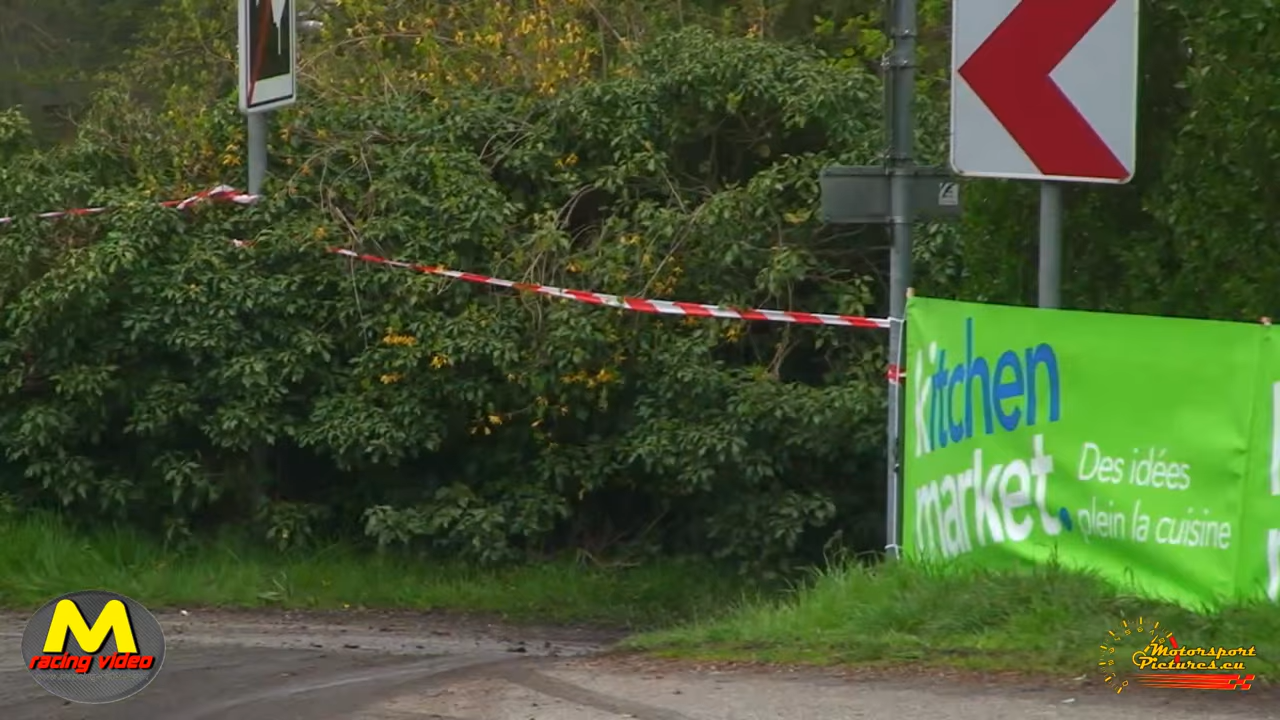 kitchen
market.
Des idées
plein la cuisine
M
racing video
Motorsport
Pictures.eu